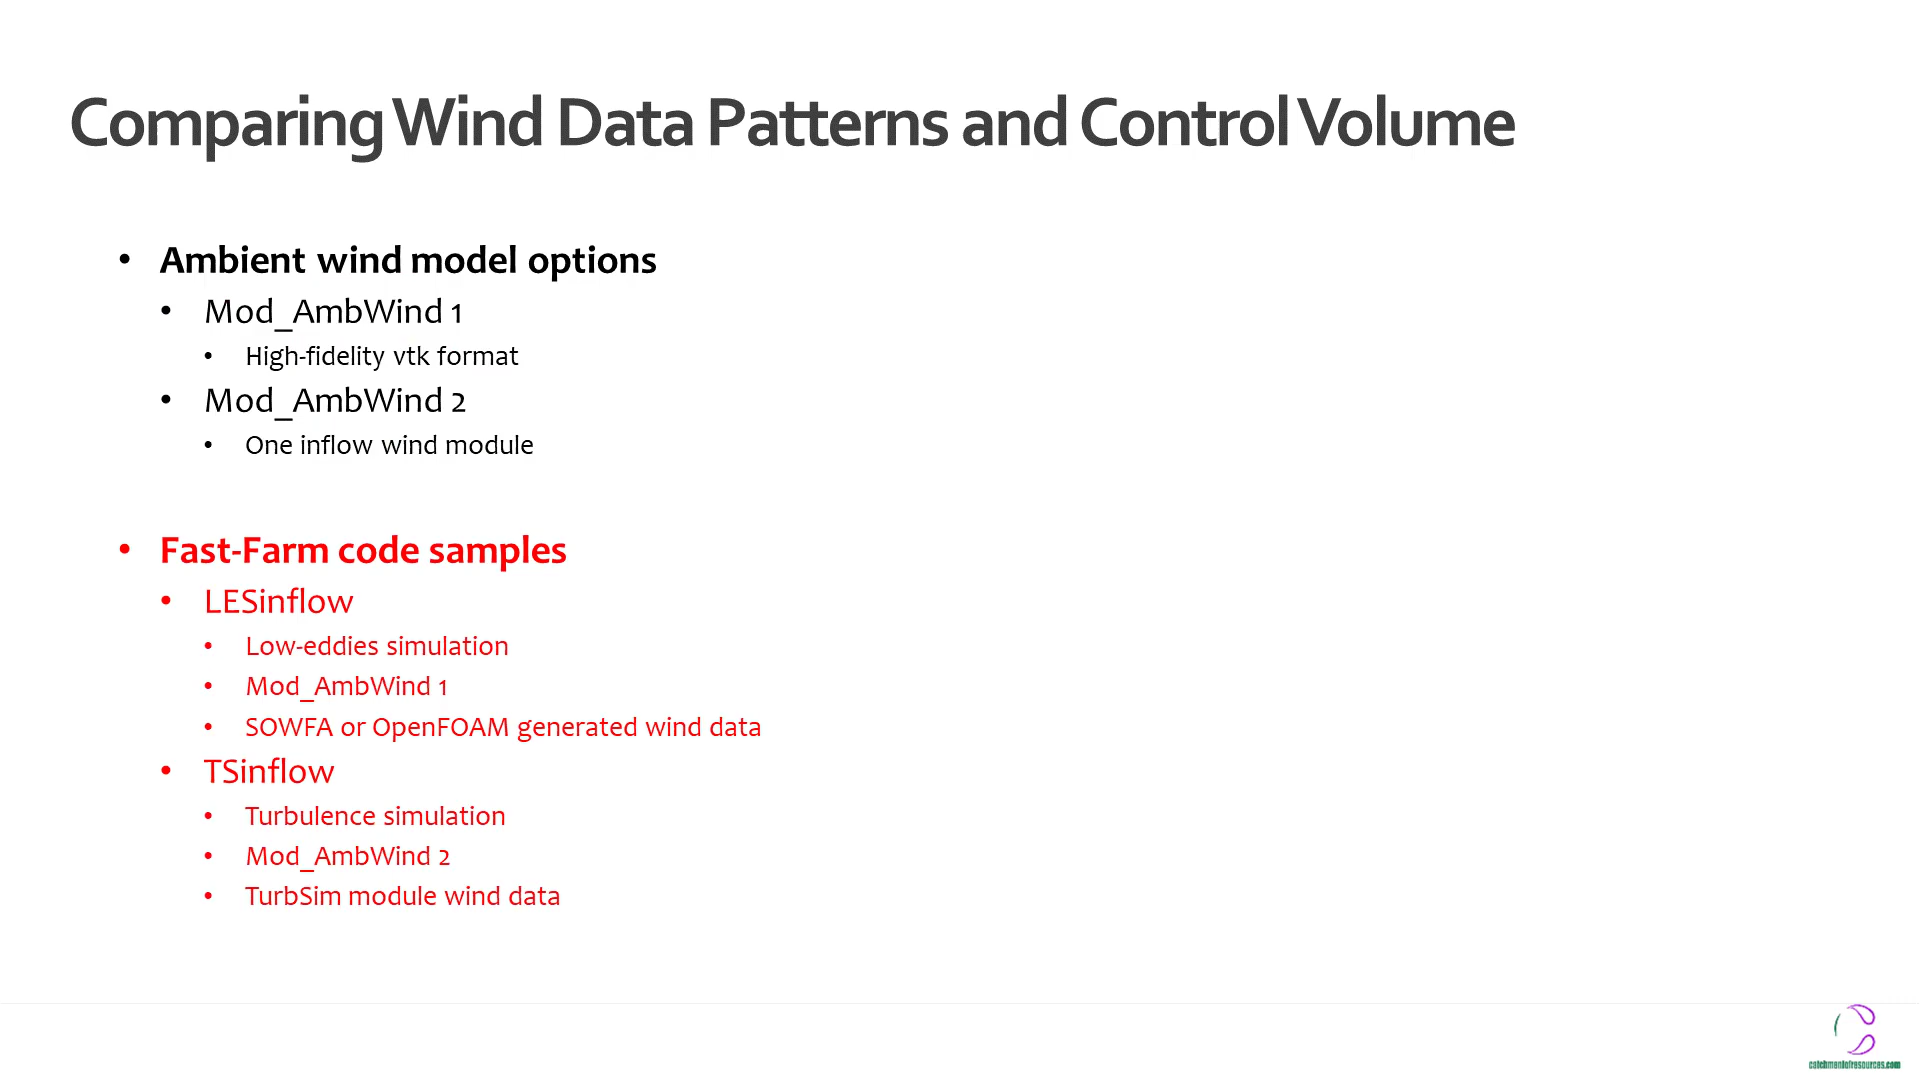 Comparing Wind Data Patterns and Control Volume
• Ambient wind model options
• Mod_AmbWind 1
• High-fidelity vtk format
• Mod_AmbWind 2
• One inflow wind module
• Fast-Farm code samples
• LESinflow
• Low-eddies simulation
• Mod_AmbWind 1
• SOWFA or OpenFOAM generated wind data
• TSinflow
• Turbulence simulation
• Mod_AmbWind 2
• TurbSim module wind data
catchmentofresources.com